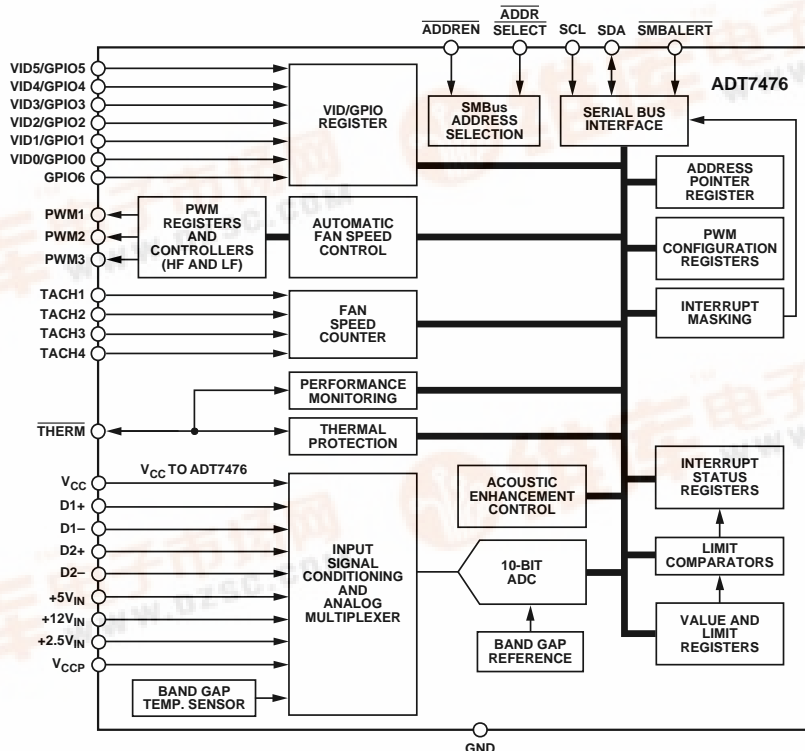 ADDREN
ADDR
SELECT
SCL
SDA
SMBALERT
ADT7476
VID5/GPIO5
VID4/GPIO4
VID3/GPIO3
VID2/GPIO2
VID1/GPIO1
VID0/GPIO0
GPIO6
VID/GPIO
REGISTER
SMBus
ADDRESS
SELECTION
SERIAL BUS
INTERFACE
ADDRESS
POINTER
REGISTER
PWM1
PWM2
PWM3
PWM
REGISTERS
AND
CONTROLLERS
(HF AND LF)
AUTOMATIC
FAN SPEED
CONTROL
PWM
CONFIGURATION
REGISTERS
TACH1
TACH2
TACH3
TACH4
FAN
SPEED
COUNTER
INTERRUPT
MASKING
PERFORMANCE
MONITORING
THERM
THERMAL
PROTECTION
VCC
VCC TO ADT7476
D1+
D1–
D2+
D2–
+5VIN
+12VIN
+2.5VIN
VCCP
INPUT
SIGNAL
CONDITIONING
AND
ANALOG
MULTIPLEXER
ACOUSTIC
ENHANCEMENT
CONTROL
INTERRUPT
STATUS
REGISTERS
10-BIT
ADC
LIMIT
COMPARATORS
BAND GAP
REFERENCE
VALUE AND
LIMIT
REGISTERS
BAND GAP
TEMP. SENSOR
GND
WWW.DZSC.COM